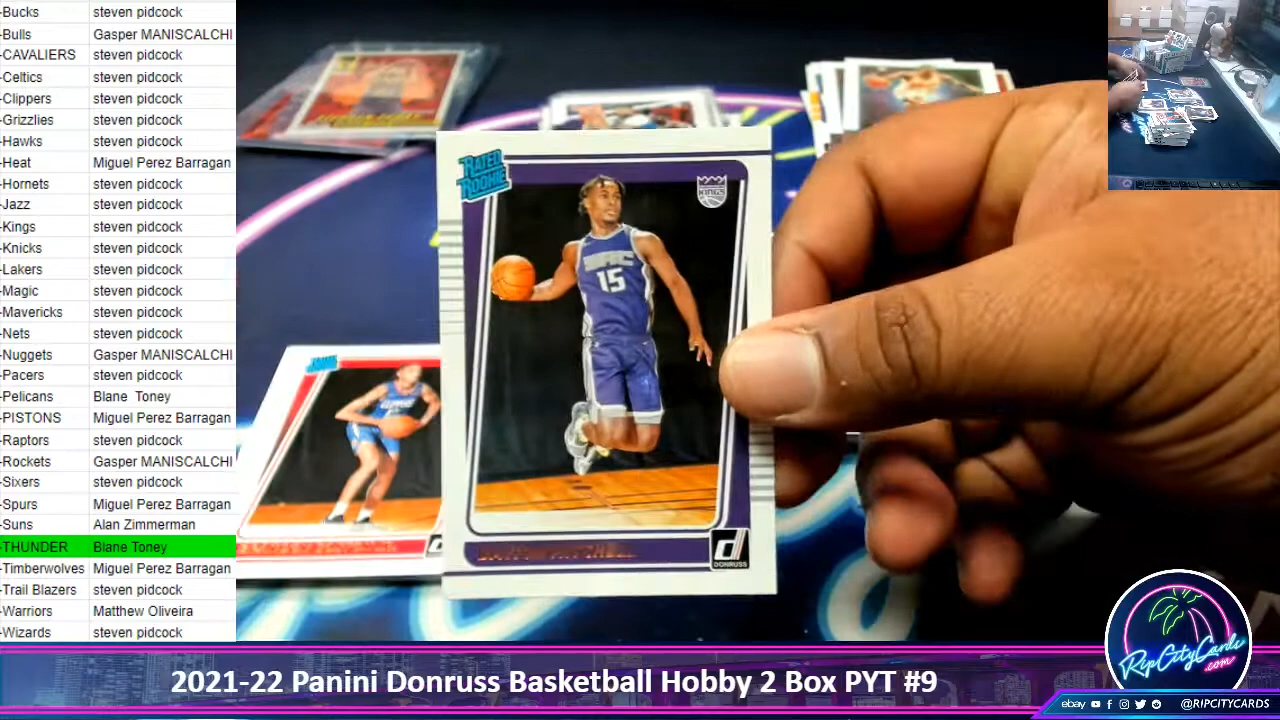 -Bucks steven pidcock
-Bulls Gasper MANISCALCHI
-CAVALIERS steven pidcock
-Celtics steven pidcock
-Clippers steven pidcock
-Grizzlies steven pidcock
-Hawks steven pidcock
-Heat Miguel Perez Barragan
-Hornets steven pidcock
-Jazz steven pidcock
-Kings steven pidcock
-Knicks steven pidcock
-Lakers steven pidcock
-Magic steven pidcock
-Mavericks steven pidcock
-Nets steven pidcock
-Nuggets Gasper MANISCALCHI
-Pacers steven pidcock
-Pelicans Blane Toney
-PISTONS Miguel Perez Barragan
-Raptors steven pidcock
-Rockets Gasper MANISCALCHI
-Sixers steven pidcock
-Spurs Miguel Perez Barragan
-Suns Alan Zimmerman
-THUNDER Blane Toney
-Timberwolves Miguel Perez Barragan
-Trail Blazers steven pidcock
-Warriors Matthew Oliveira
-Wizards steven pidcock
RATED
ROOKIE
KINGS
SAC
15
d
DONRUSS
2021-22 Panini Donruss Basketball Hobby 2 Box PYT #9
RipCityCards
.com
ebay @RIPCITYCARDS